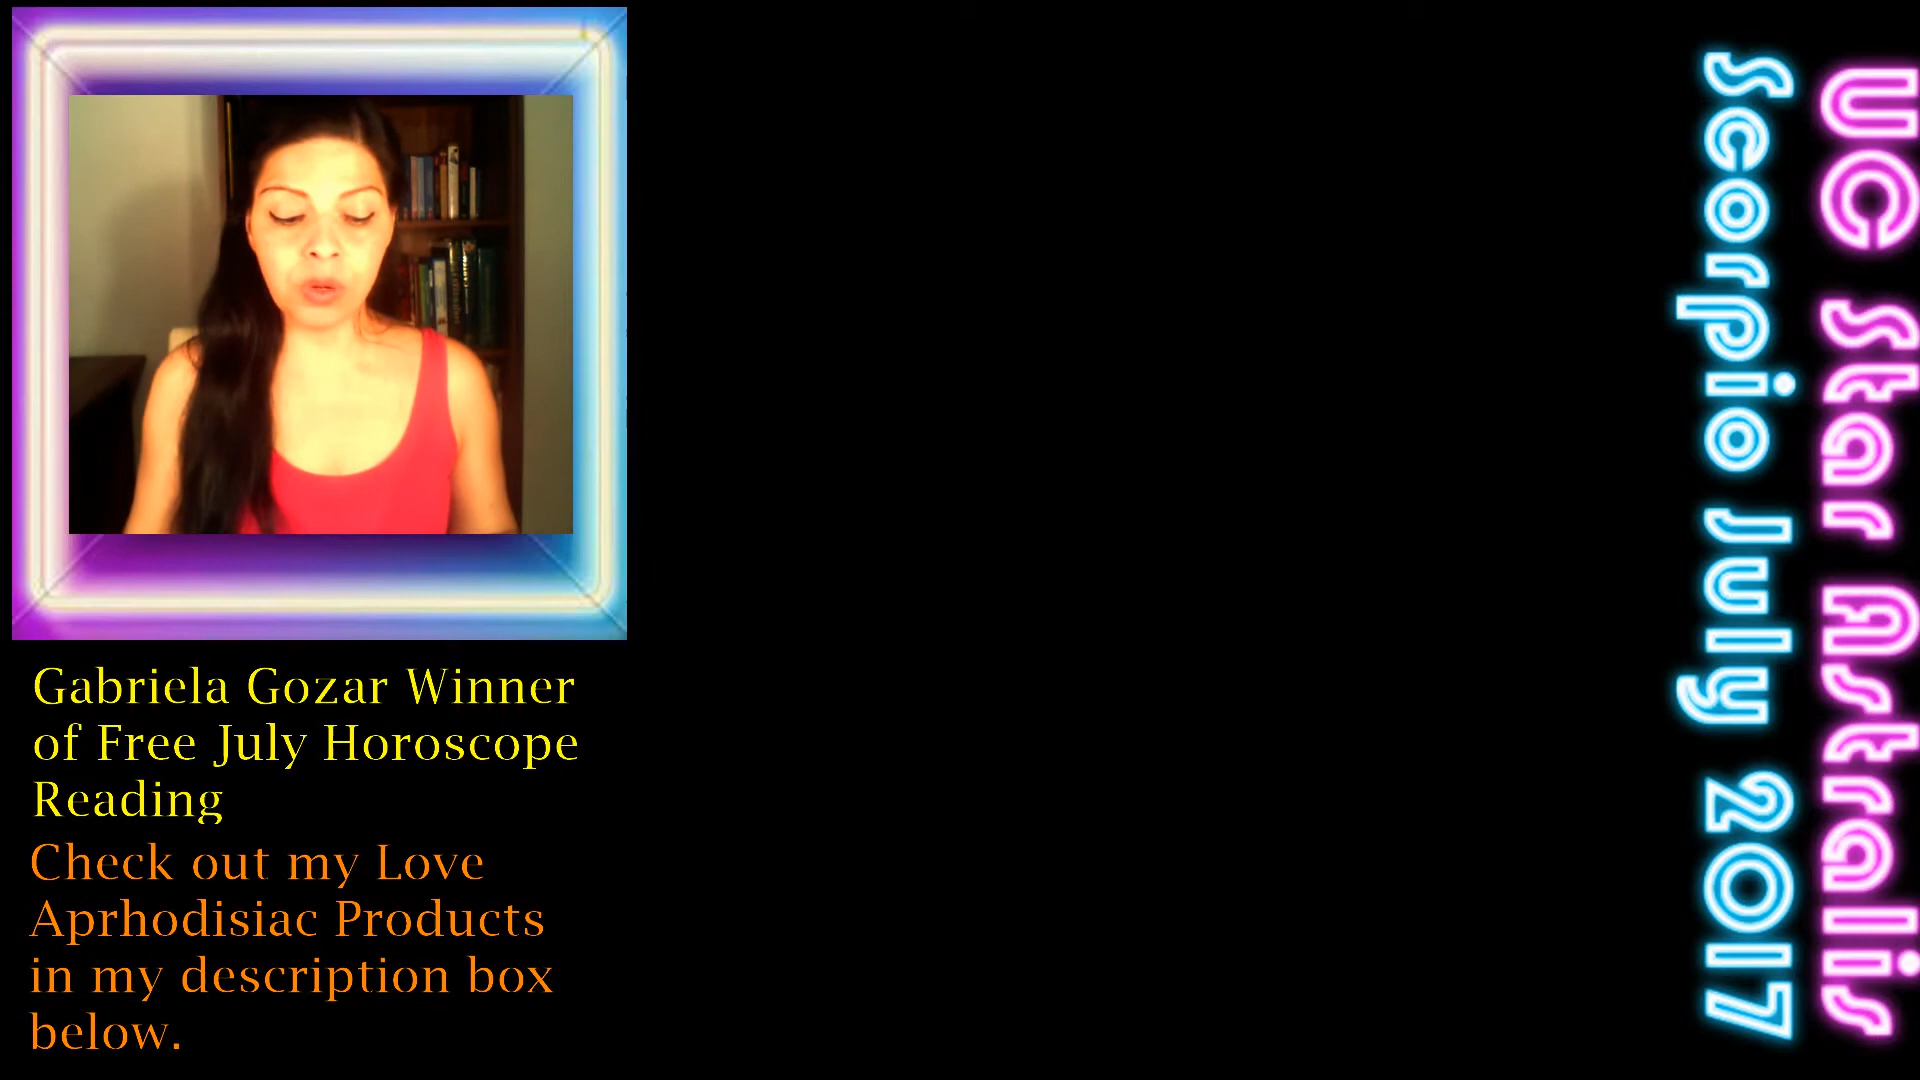 Gabriela Gozar Winner
of Free July Horoscope
Reading
Check out my Love
Aprhodisiac Products
in my description box
below.
UC Star Astralis
Scorpio July 2017